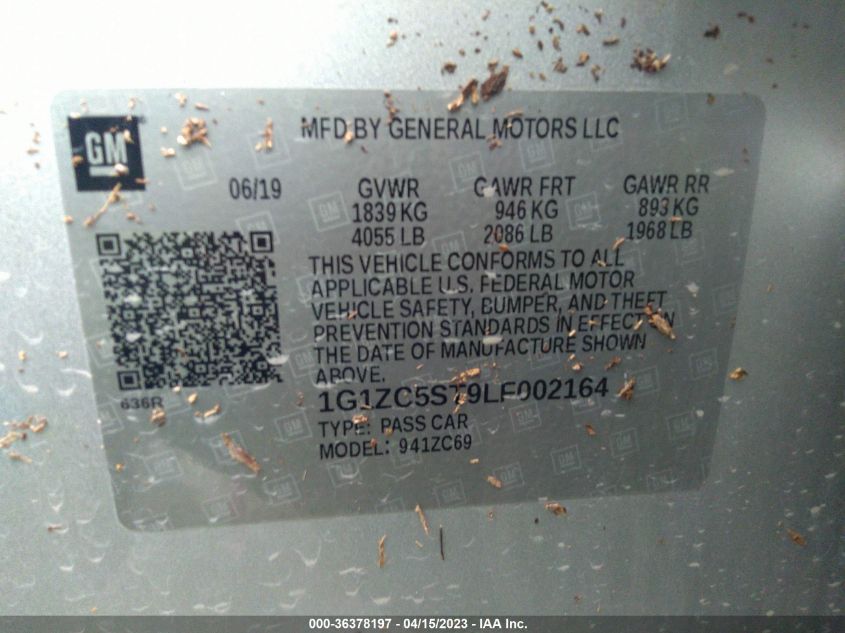 GM
MFD BY GENERAL MOTORS LLC
06/19 GVWR GAWR FRT GAWR RR
1839 KG 946 KG 893 KG
4055 LB 2086 LB 1968 LB
THIS VEHICLE CONFORMS TO ALL
APPLICABLE U.S. FEDERAL MOTOR
VEHICLE SAFETY, BUMPER, AND THEFT
PREVENTION STANDARDS IN EFFECT ON
THE DATE OF MANUFACTURE SHOWN
ABOVE.
636R
1G1ZC5ST9LF002164
TYPE: PASS CAR
MODEL: 941ZC69
000-36378197 - 04/15/2023 - IAA Inc.